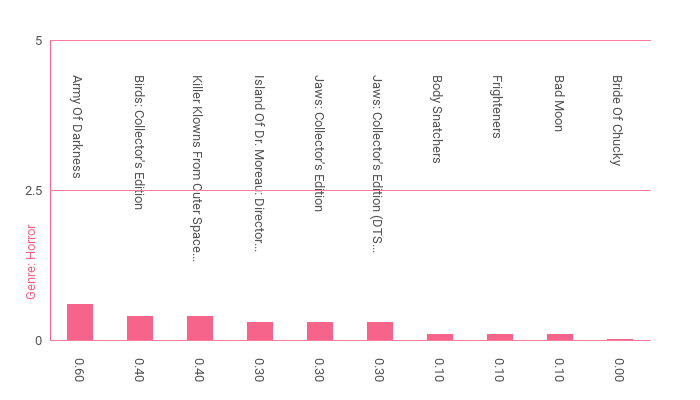 5
2.5
0
Genre: Horror
Army Of Darkness
Birds: Collector's Edition
Killer Klowns From Outer Space...
Island Of Dr. Moreau: Director...
Jaws: Collector's Edition
Jaws: Collector's Edition (DTS...
Body Snatchers
Frighteners
Bad Moon
Bride Of Chucky
0.60
0.40
0.40
0.30
0.30
0.30
0.10
0.10
0.10
0.00